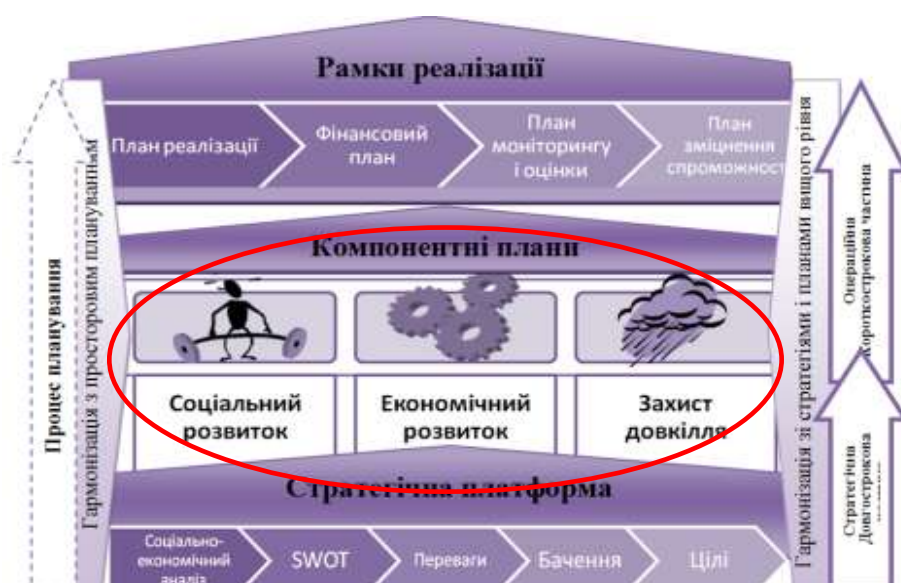 Рамки реалізації
План реалізації
Фінансовий
план
План
моніторингу
і оцінки
План
зміцнення
спроможност
Компонентні плани
Соціальний
розвиток
Економічний
розвиток
Захист
довкілля
Стратегічна платформа
Соціально-
економічний
аналіз
SWOT
Переваги
Бачення
Цілі
Процес планування
Гармонізація з просторовим плануванням
Гармонізація зі стратегіями і планами вищого рівня
Операційна
короткострокова частина
Стратегічна
Довгострокова